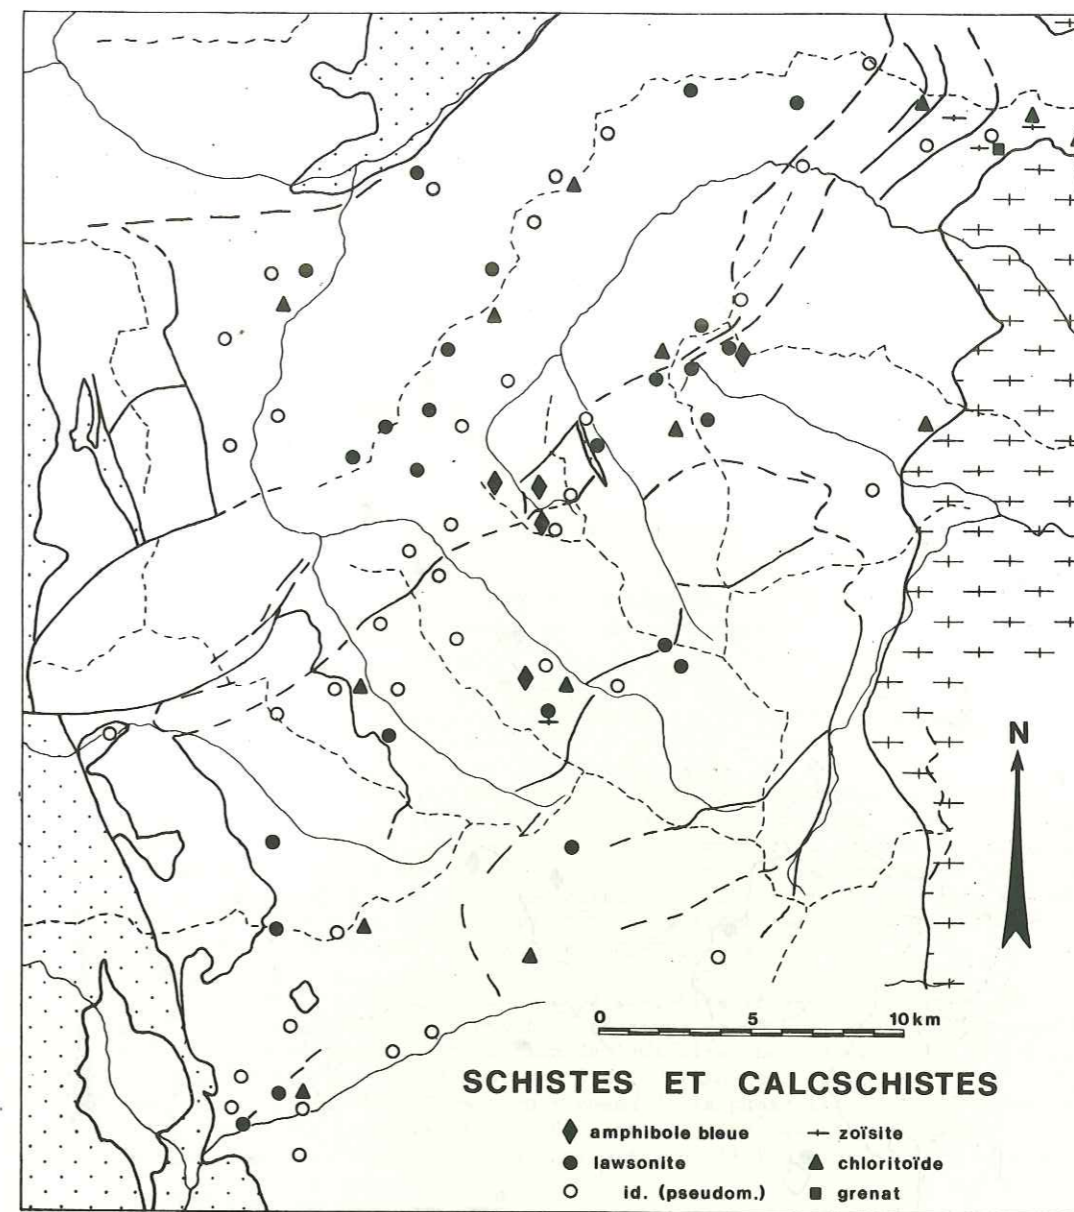 N
0 5 10 km
SCHISTES ET CALCSCHISTES
amphibole bleue zoïsite
lawsonite chloritoïde
id. (pseudom.) grenat